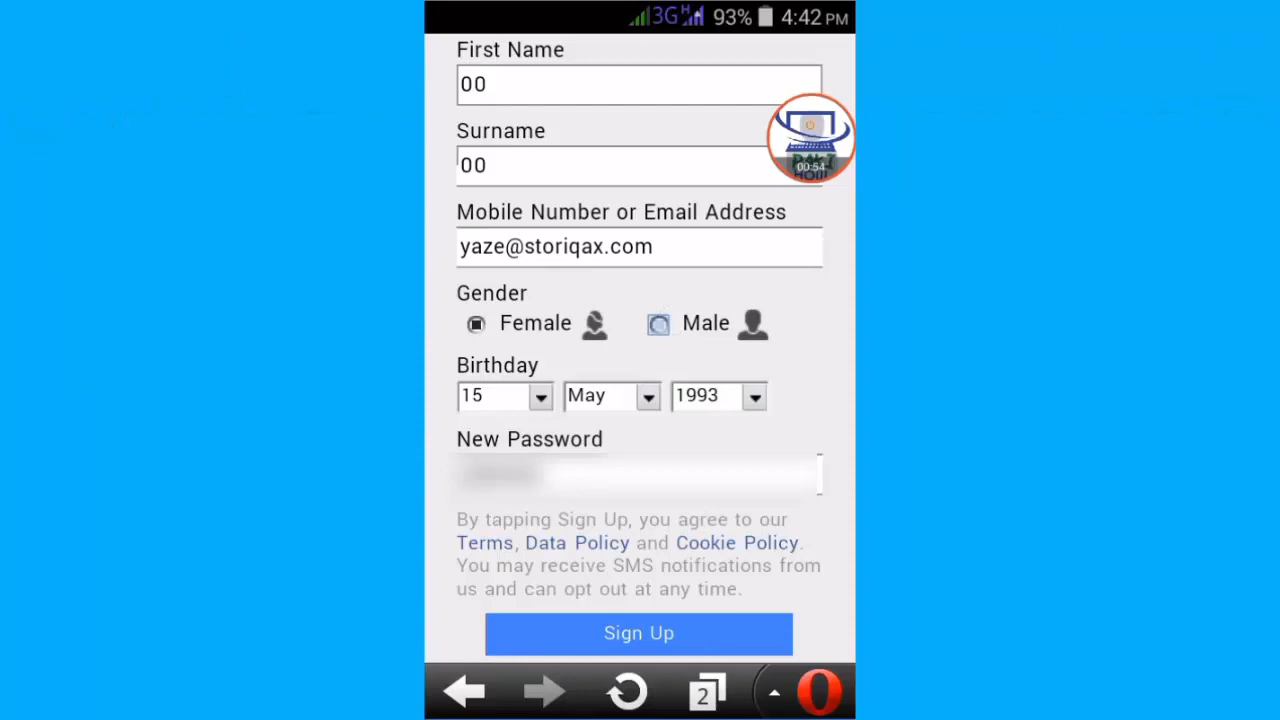 3G H 93% 4:42 PM
First Name
00
Surname
00
00:54
Mobile Number or Email Address
yaze@storiqax.com
Gender
Female Male
Birthday
15 May 1993
New Password
By tapping Sign Up, you agree to our
Terms, Data Policy and Cookie Policy.
You may receive SMS notifications from
us and can opt out at any time.
Sign Up
2